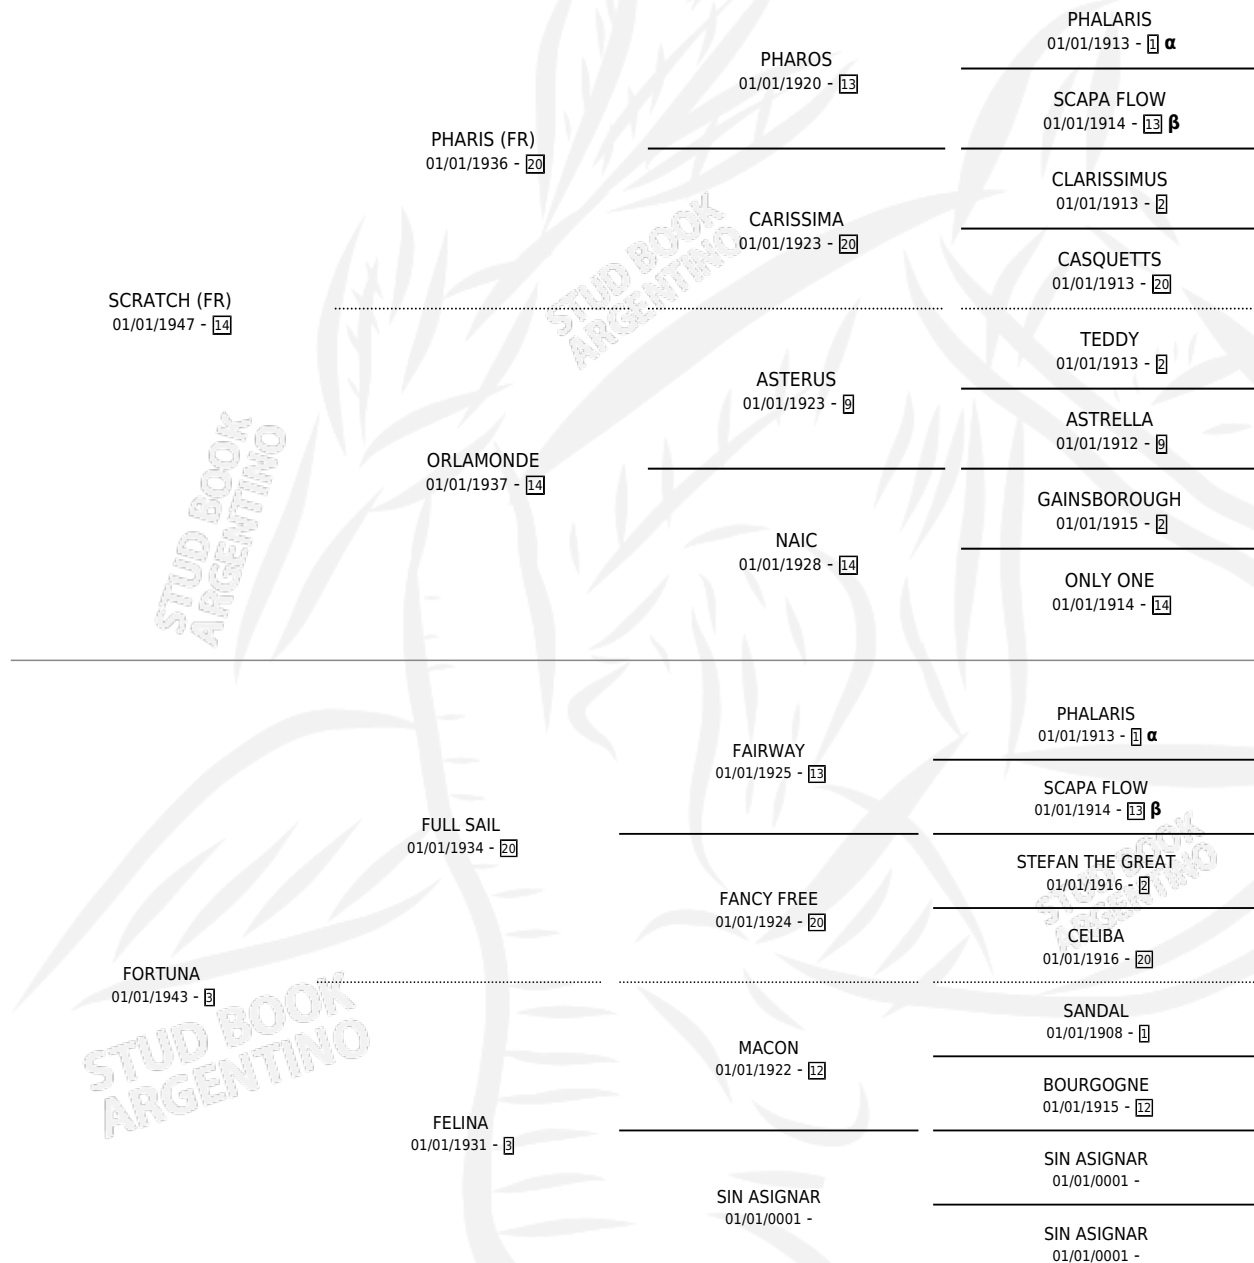 PHALARIS
01/01/1913 - 1 α
PHAROS
01/01/1920 - 13
SCAPA FLOW
01/01/1914 - 13 β
PHARIS (FR)
01/01/1936 - 20
CLARISSIMUS
01/01/1913 - 2
CARISSIMA
01/01/1923 - 20
CASQUETTS
01/01/1913 - 20
STUD BOOK
ARGENTINO
SCRATCH (FR)
01/01/1947 - 14
TEDDY
01/01/1913 - 2
ASTERUS
01/01/1923 - 9
ASTRELLA
01/01/1912 - 9
ORLAMONDE
01/01/1937 - 14
GAINSBOROUGH
01/01/1915 - 2
NAIC
01/01/1928 - 14
ONLY ONE
01/01/1914 - 14
STUD BOOK
ARGENTINO
PHALARIS
01/01/1913 - 1 α
FAIRWAY
01/01/1925 - 13
SCAPA FLOW
01/01/1914 - 13 β
FULL SAIL
01/01/1934 - 20
STEFAN THE GREAT
01/01/1916 - 2
FANCY FREE
01/01/1924 - 20
CELIBA
01/01/1916 - 20
STUD BOOK
ARGENTINO
FORTUNA
01/01/1943 - 3
SANDAL
01/01/1908 - 1
MACON
01/01/1922 - 12
BOURGOGNE
01/01/1915 - 12
STUD BOOK
ARGENTINO
FELINA
01/01/1931 - 3
SIN ASIGNAR
01/01/0001 -
SIN ASIGNAR
01/01/0001 -
SIN ASIGNAR
01/01/0001 -